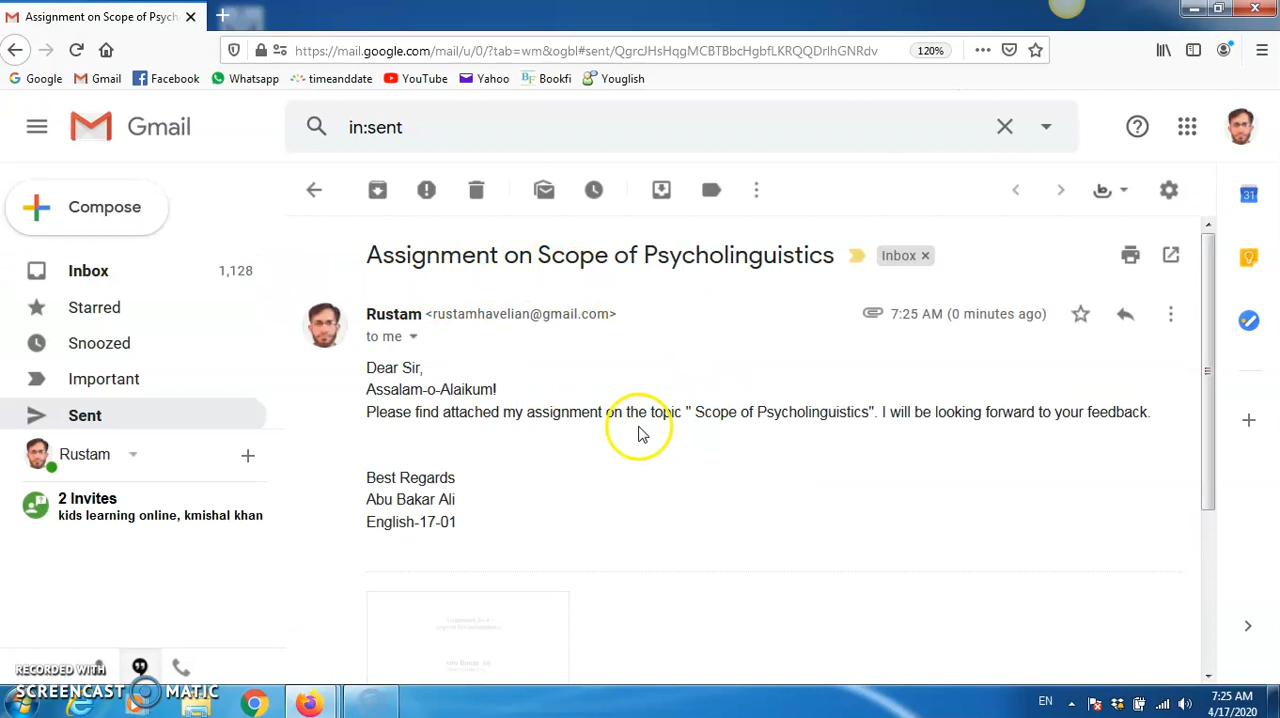 Assignment on Scope of Psych
https://mail.google.com/mail/u/0/?tab=wm&ogbl#sent/QgrcJHsHqgMCBTBbcHgbfLKRQQDrlhGNRdv
120%
Google Gmail Facebook Whatsapp timeanddate YouTube Yahoo Bookfi Youglish
Gmail
in:sent
Compose
31
Assignment on Scope of Psycholinguistics
Inbox ×
Inbox 1,128
Starred
Snoozed
Important
Sent
Rustam
2 Invites
kids learning online, kmishal khan
Rustam <rustamhavelian@gmail.com>
7:25 AM (0 minutes ago)
to me
Dear Sir,
Assalam-o-Alaikum!
Please find attached my assignment on the topic " Scope of Psycholinguistics". I will be looking forward to your feedback.
Best Regards
Abu Bakar Ali
English-17-01
RECORDED WITH
SCREENCAST MATIC
EN
7:25 AM
4/17/2020